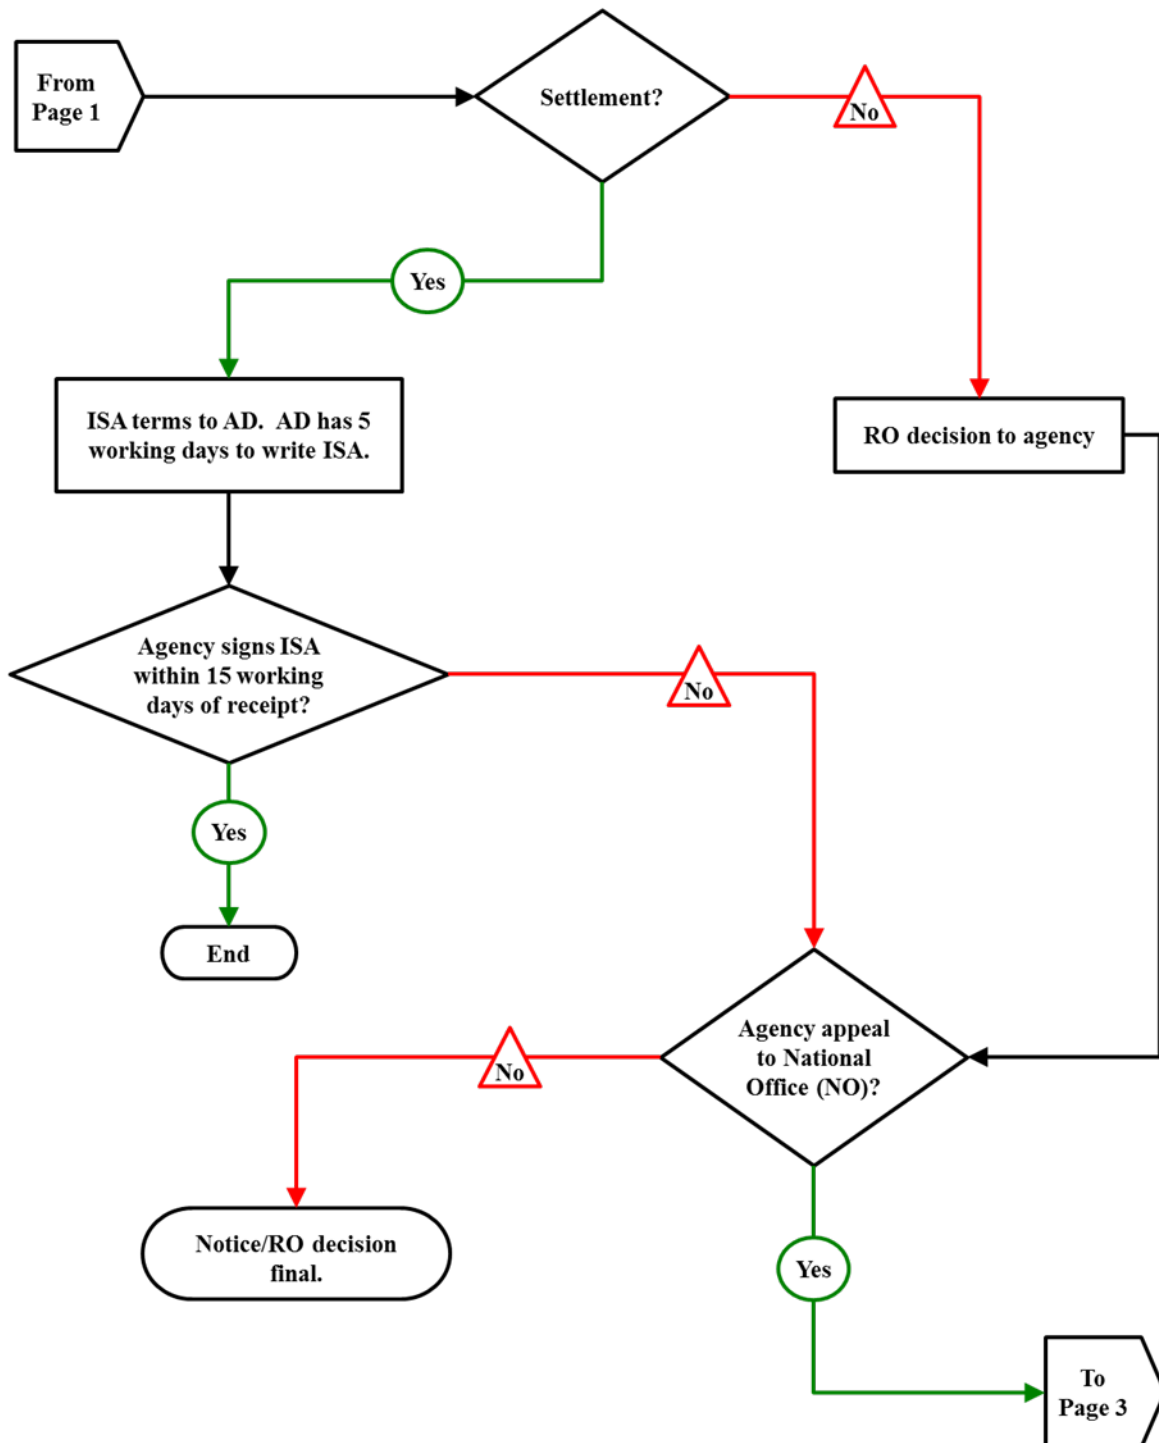 From
Page 1
Settlement?
No
Yes
ISA terms to AD.  AD has 5
working days to write ISA.
RO decision to agency
Agency signs ISA
within 15 working
days of receipt?
No
Yes
End
Agency appeal
to National
Office (NO)?
No
Notice/RO decision
final.
Yes
To
Page 3